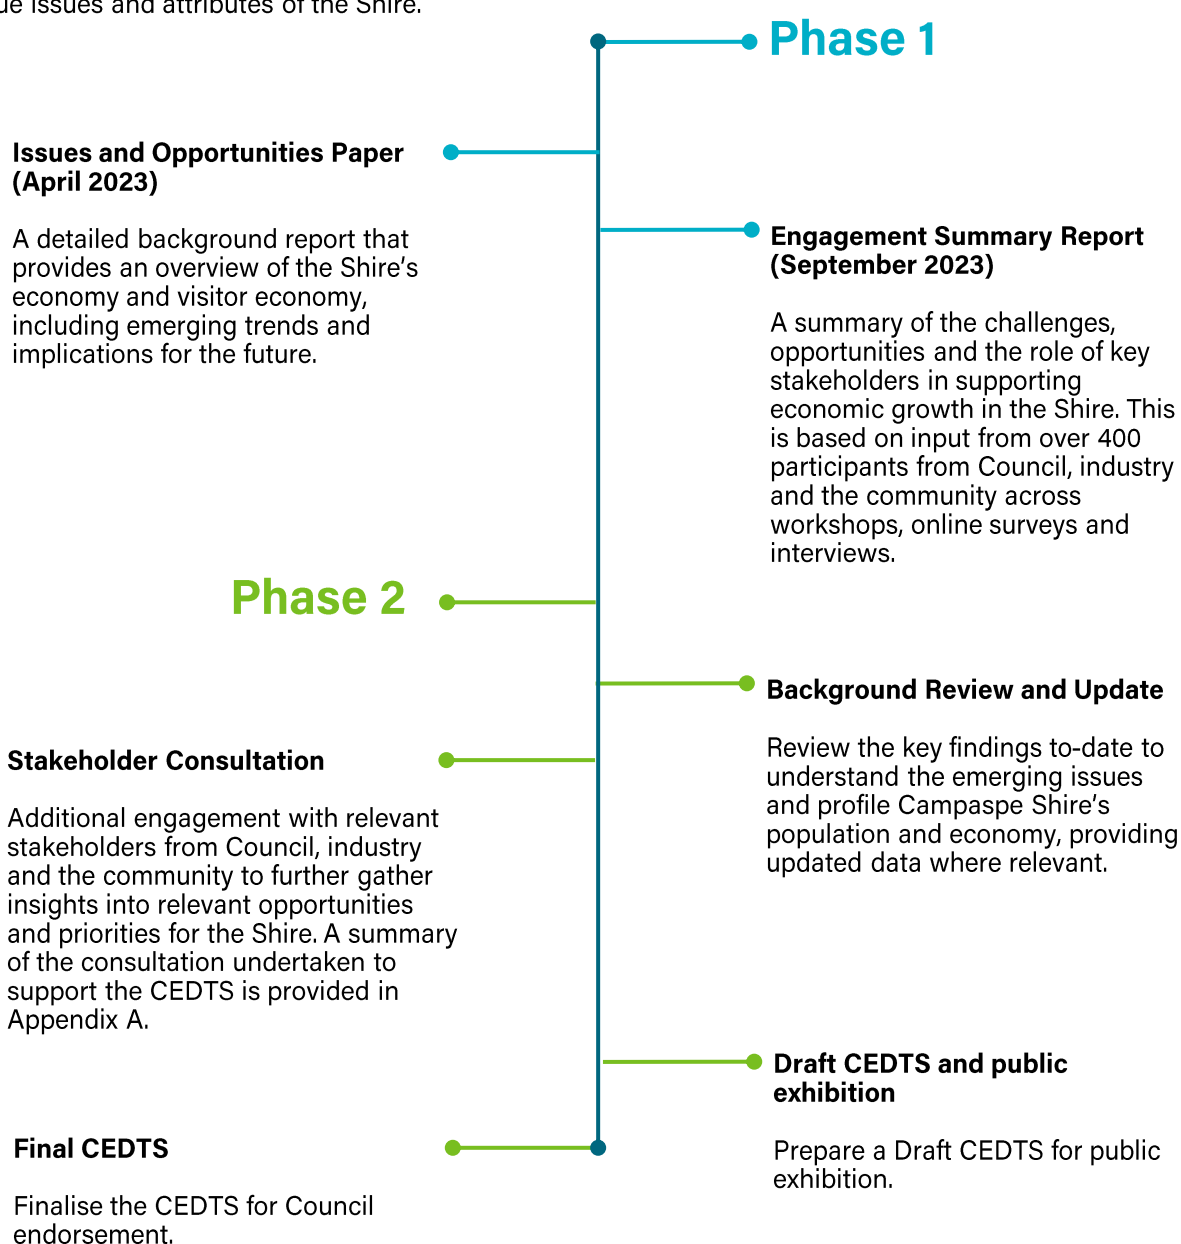 ue issues and attributes of the Shire.
Phase 1
Issues and Opportunities Paper
(April 2023)
A detailed background report that
provides an overview of the Shire's
economy and visitor economy,
including emerging trends and
implications for the future.
Engagement Summary Report
(September 2023)
A summary of the challenges,
opportunities and the role of key
stakeholders in supporting
economic growth in the Shire. This
is based on input from over 400
participants from Council, industry
and the community across
workshops, online surveys and
interviews.
Phase 2
Background Review and Update
Review the key findings to-date to
understand the emerging issues
and profile Campaspe Shire's
population and economy, providing
updated data where relevant.
Stakeholder Consultation
Additional engagement with relevant
stakeholders from Council, industry
and the community to further gather
insights into relevant opportunities
and priorities for the Shire. A summary
of the consultation undertaken to
support the CEDTS is provided in
Appendix A.
Draft CEDTS and public
exhibition
Prepare a Draft CEDTS for public
exhibition.
Final CEDTS
Finalise the CEDTS for Council
endorsement.